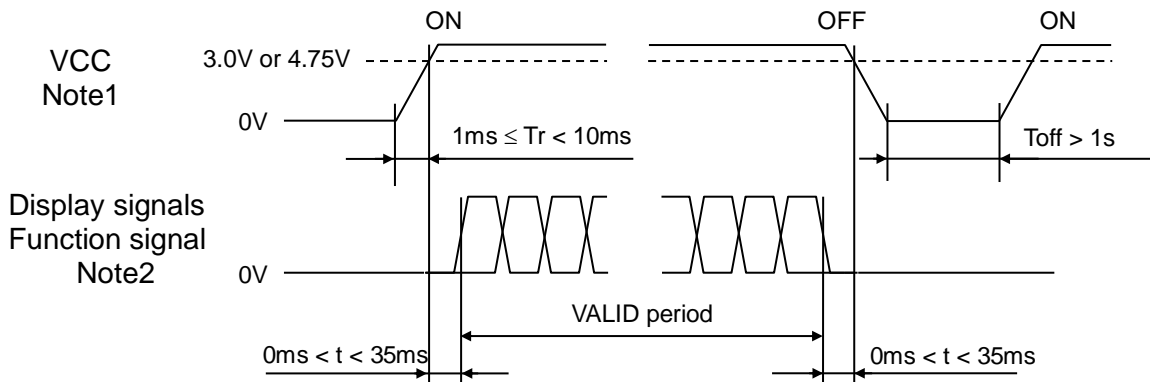 ON
OFF
ON
VCC
Note1
3.0V or 4.75V
0V
1ms ≤ Tr < 10ms
Toff > 1s
Display signals
Function signal
Note2
0V
VALID period
0ms < t < 35ms
0ms < t < 35ms